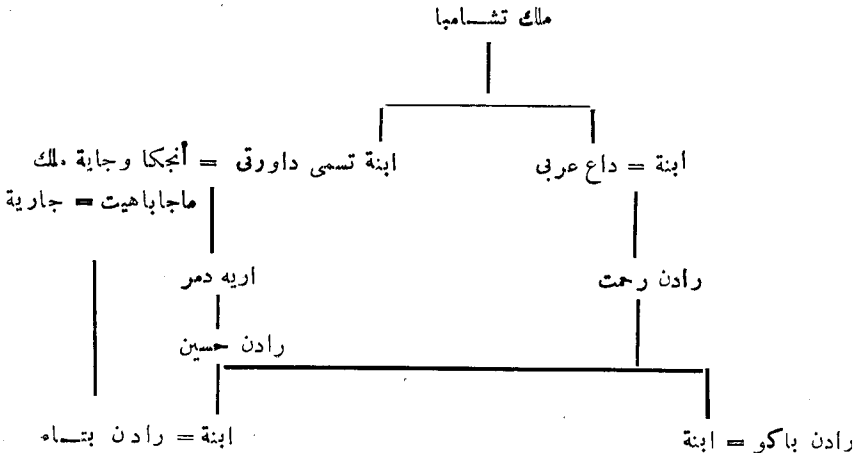 ملك تشامبا
ابنة = داع عربى
ابنة تسمى داورتى = أنجكا وجاية ملك
ماجاباهيت = جارية
رادن رحمت
اريه دمر
رادن حسين
رادن باكو = ابنة
ابنة = رادن بتاه